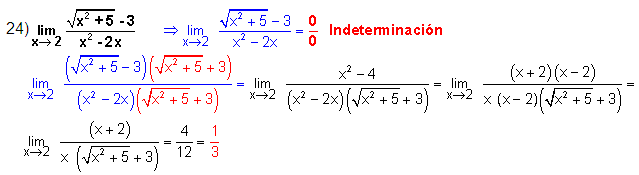 24) lim x→2 (√(x² + 5) - 3)/(x² - 2x) ⇒ lim x→2 (√(x² + 5) − 3)/(x² − 2x) = 0/0 Indeterminación
lim x→2 ((√(x² + 5) − 3)(√(x² + 5) + 3))/((x² − 2x)(√(x² + 5) + 3)) = lim x→2 (x² − 4)/((x² − 2x)(√(x² + 5) + 3)) = lim x→2 ((x + 2)(x − 2))/(x (x − 2)(√(x² + 5) + 3)) =
lim x→2 (x + 2)/(x (√(x² + 5) + 3)) = 4/12 = 1/3